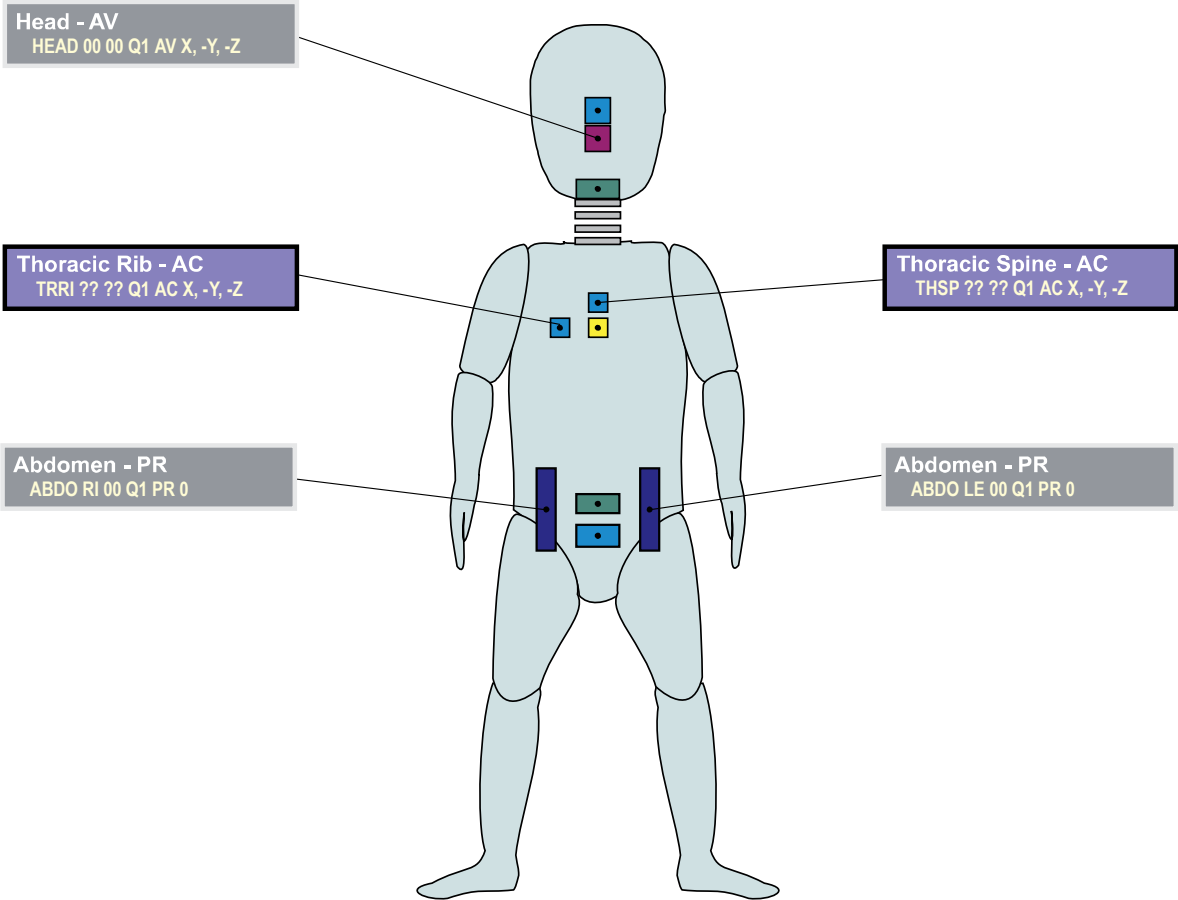 Head - AV
HEAD 00 00 Q1 AV X, -Y, -Z
Thoracic Rib - AC
TRRI ?? ?? Q1 AC X, -Y, -Z
Thoracic Spine - AC
THSP ?? ?? Q1 AC X, -Y, -Z
Abdomen - PR
ABDO RI 00 Q1 PR 0
Abdomen - PR
ABDO LE 00 Q1 PR 0